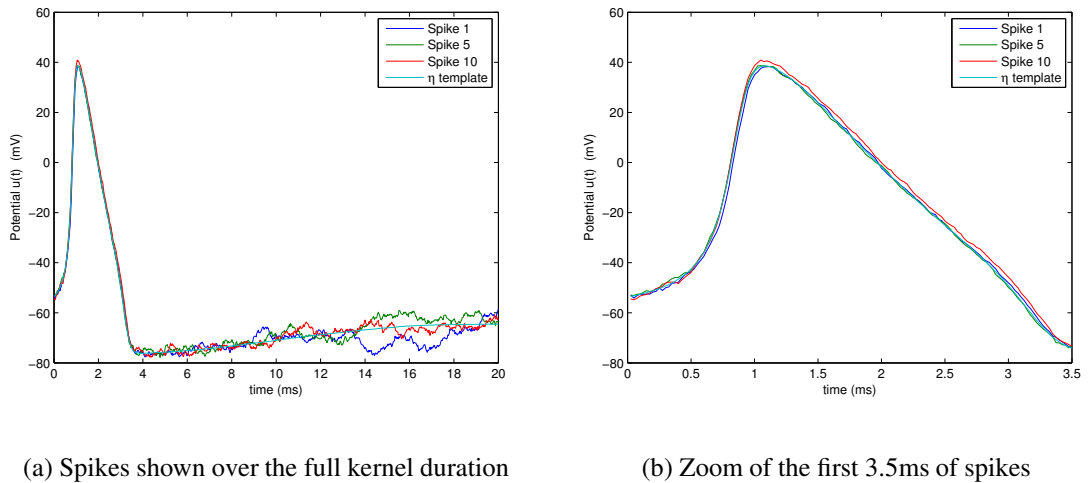 60
40
20
0
−20
−40
−60
−80
Potential u(t) (mV)
0 2 4 6 8 10 12 14 16 18 20
time (ms)
Spike 1
Spike 5
Spike 10
η template
60
40
20
0
−20
−40
−60
−80
Potential u(t) (mV)
0 0.5 1 1.5 2 2.5 3 3.5
time (ms)
Spike 1
Spike 5
Spike 10
η template
(a) Spikes shown over the full kernel duration
(b) Zoom of the first 3.5ms of spikes